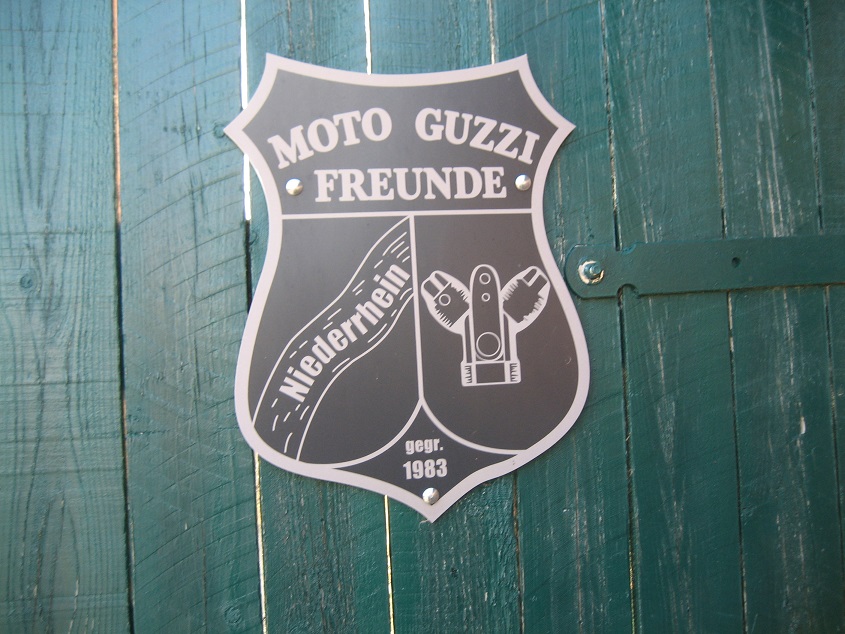 MOTO GUZZI
FREUNDE
Niederrhein
gegr.
1983